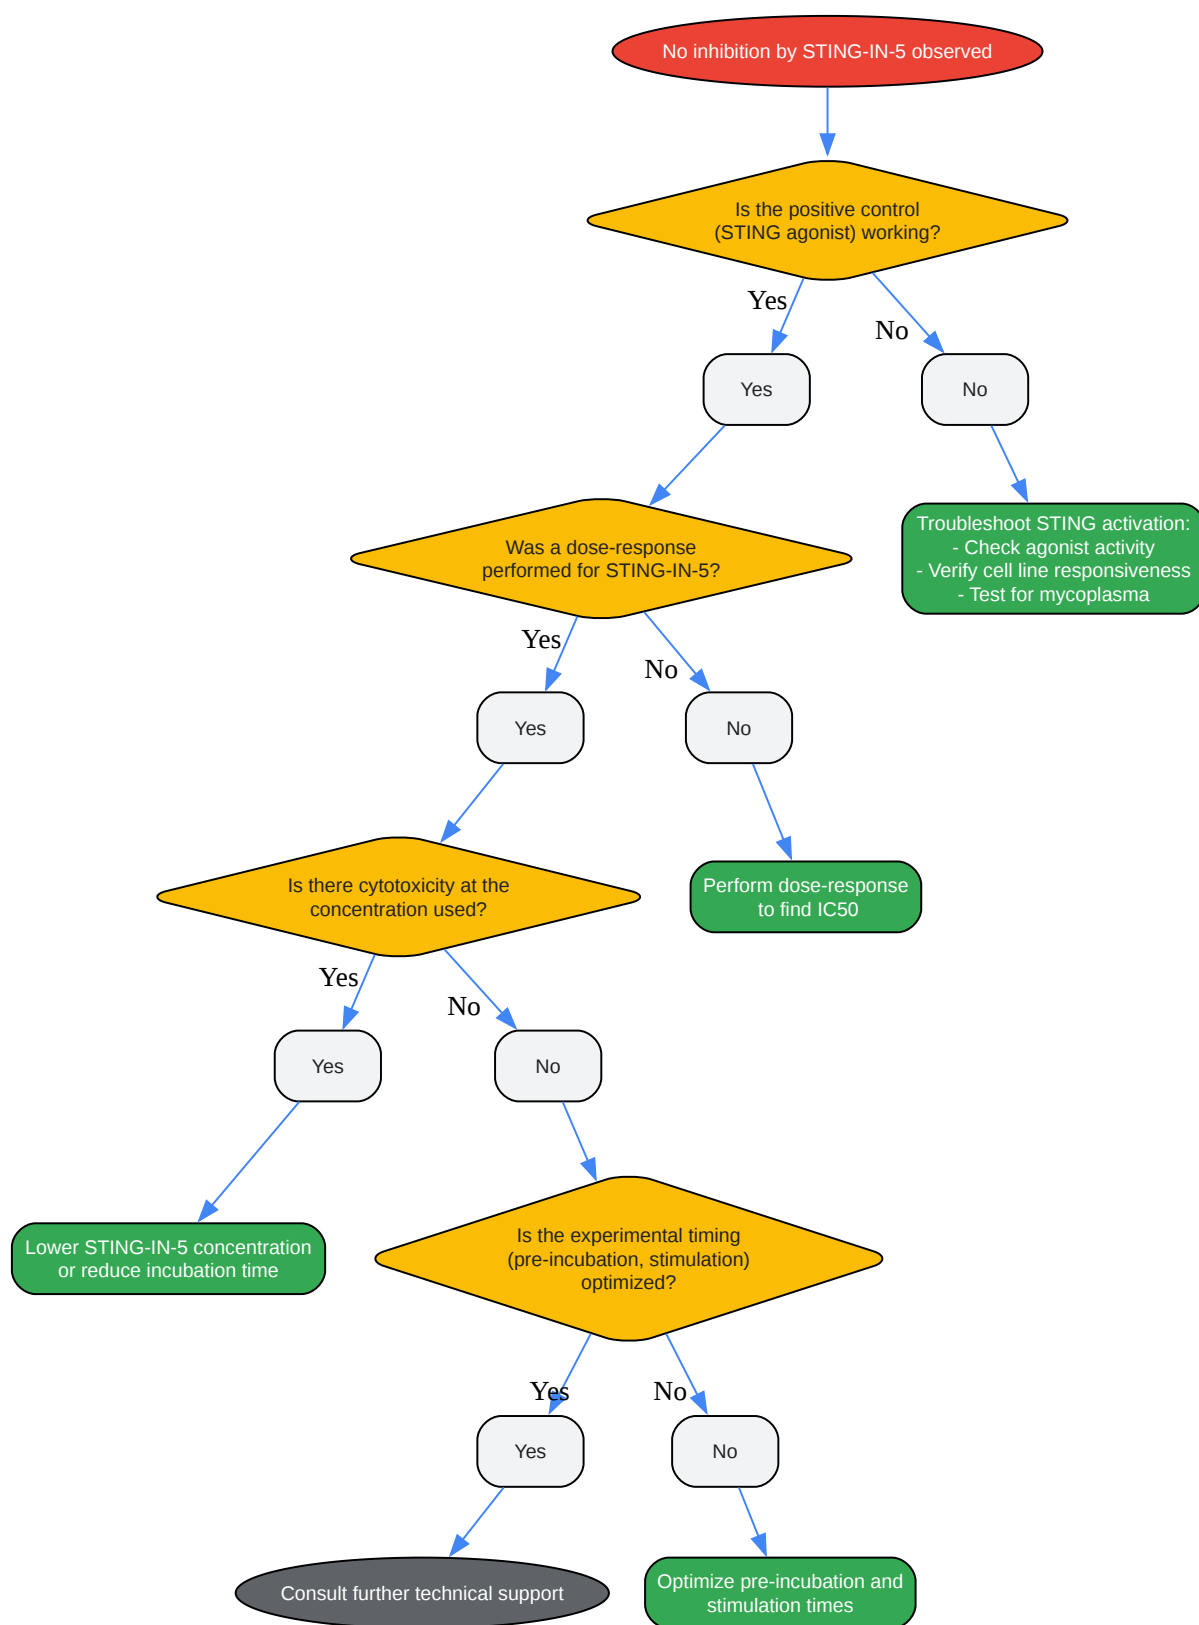 No inhibition by STING-IN-5 observed
Is the positive control
(STING agonist) working?
Yes
No
Yes
No
Troubleshoot STING activation:
- Check agonist activity
- Verify cell line responsiveness
- Test for mycoplasma
Was a dose-response
performed for STING-IN-5?
Yes
No
Yes
No
Perform dose-response
to find IC50
Is there cytotoxicity at the
concentration used?
Yes
No
Yes
No
Lower STING-IN-5 concentration
or reduce incubation time
Is the experimental timing
(pre-incubation, stimulation)
optimized?
Yes
No
Yes
No
Consult further technical support
Optimize pre-incubation and
stimulation times